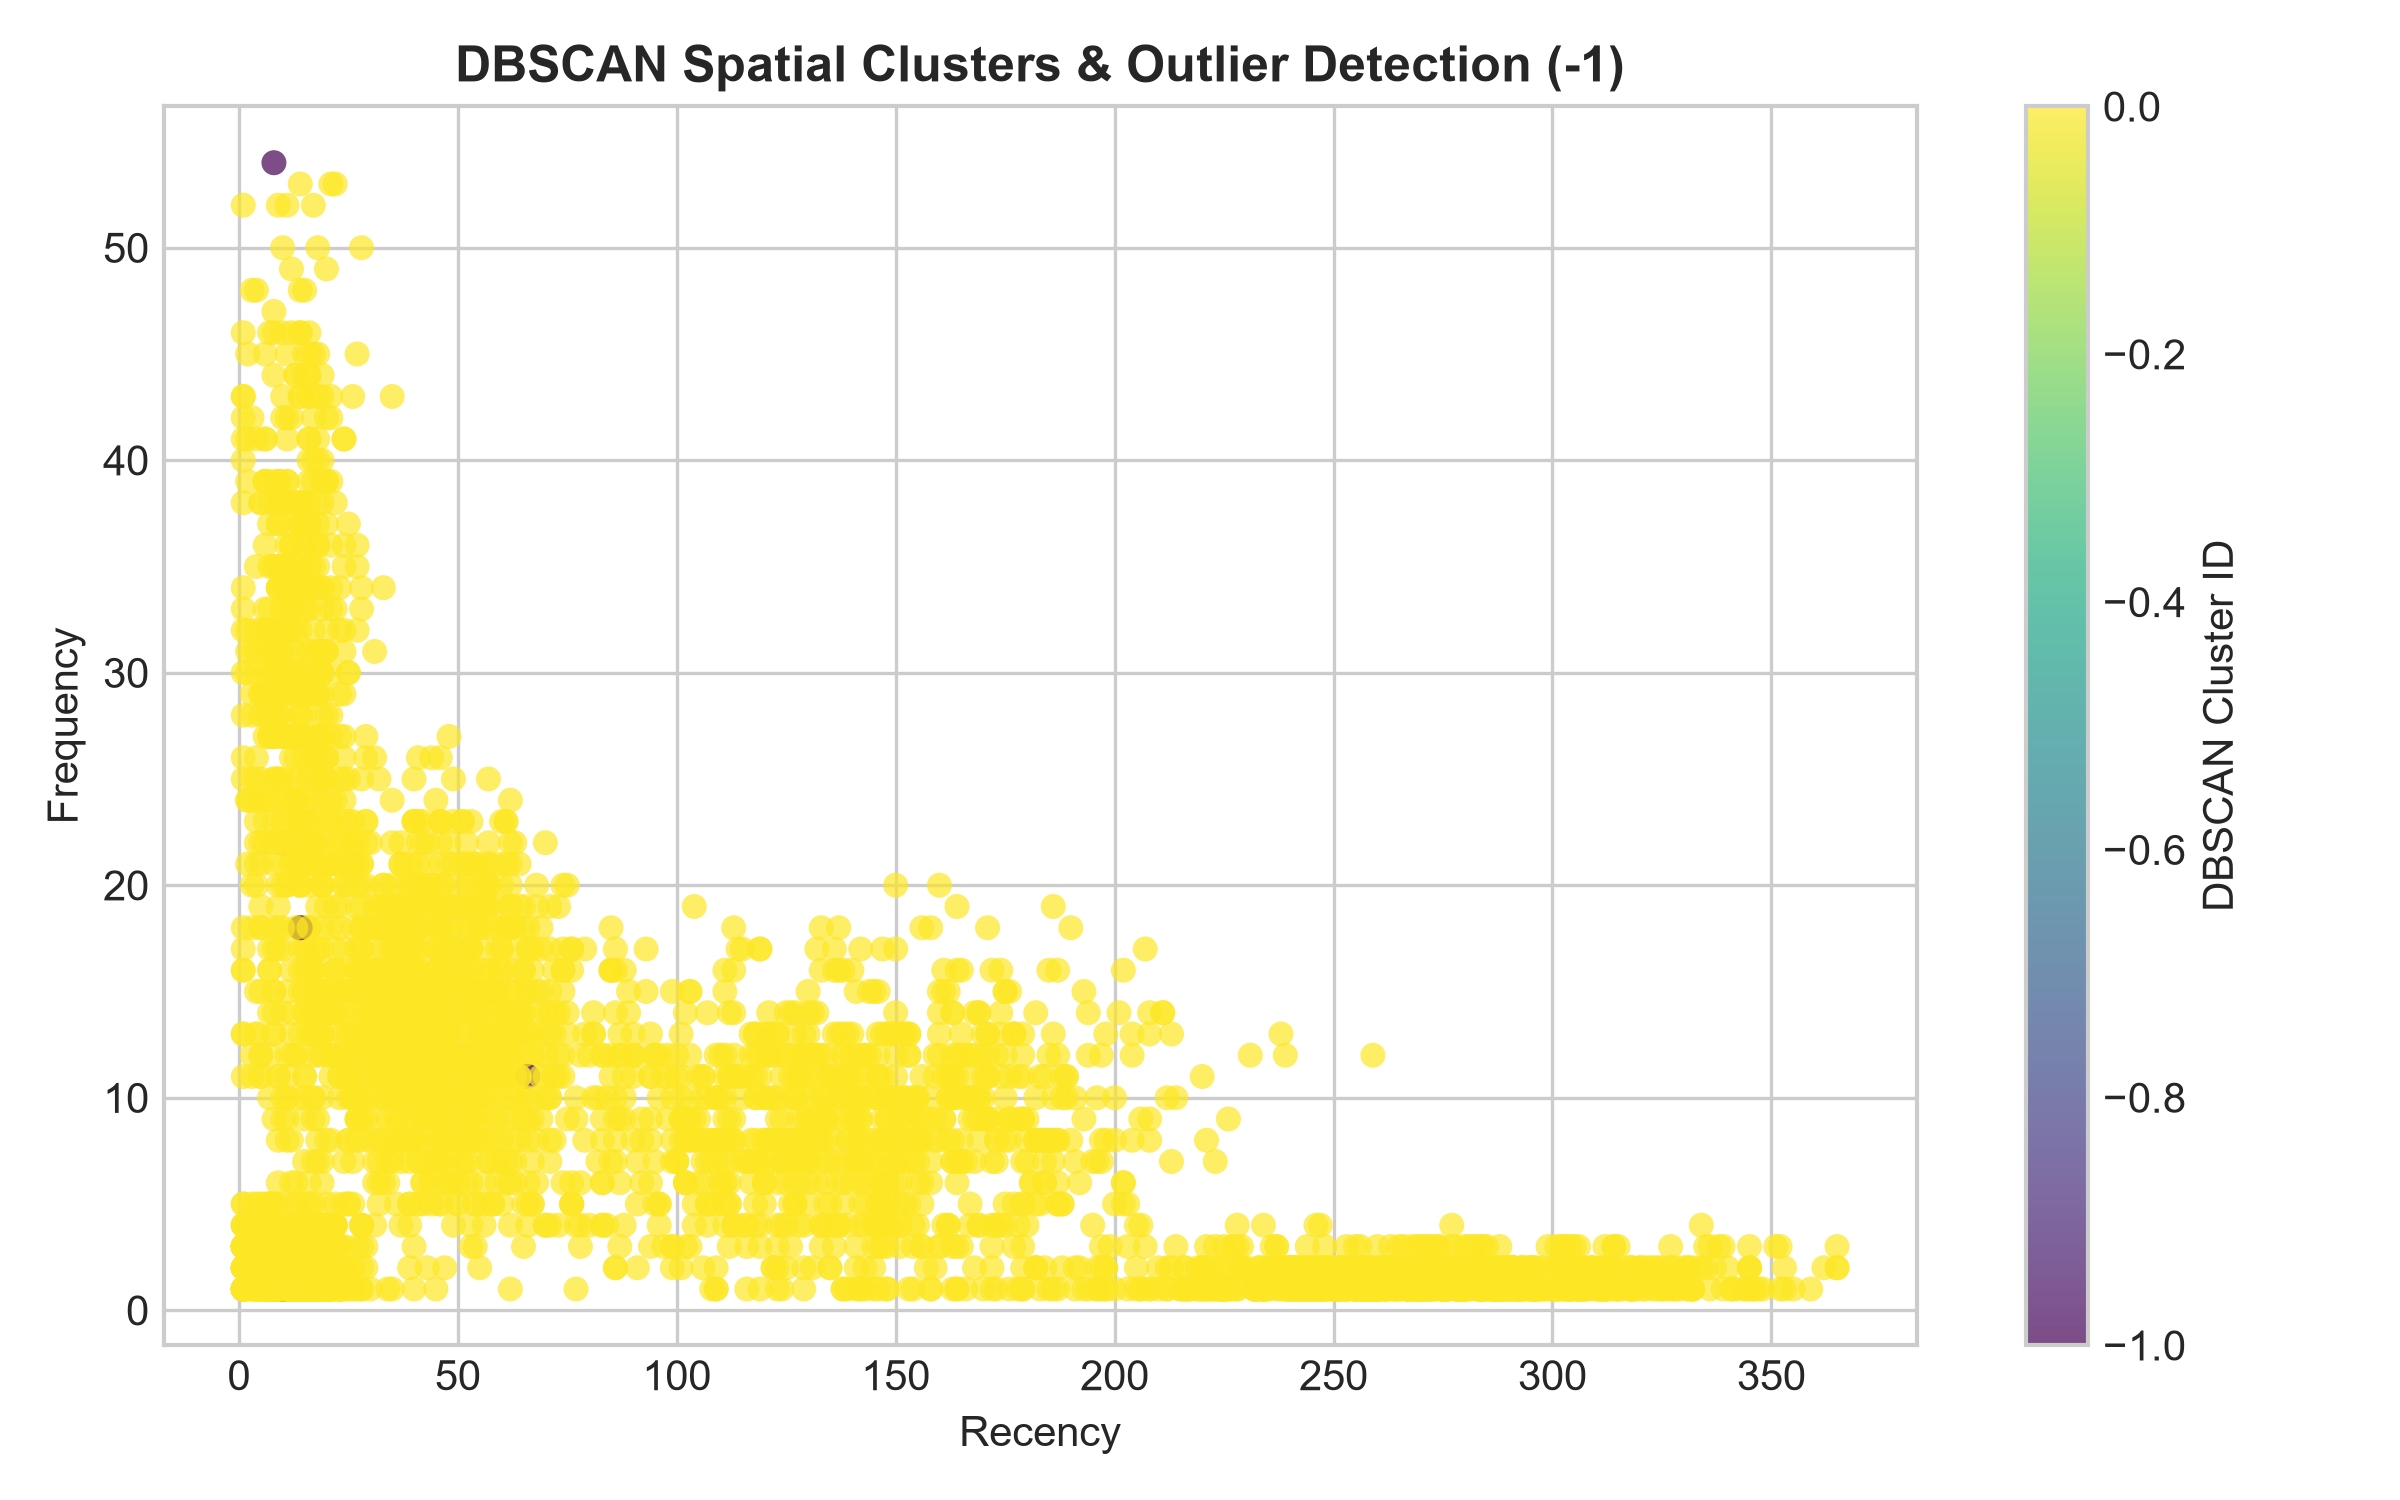 DBSCAN Spatial Clusters & Outlier Detection (-1)
Frequency
50
40
30
20
10
0
0 50 100 150 200 250 300 350
Recency
0.0
−0.2
−0.4
−0.6
−0.8
−1.0
DBSCAN Cluster ID